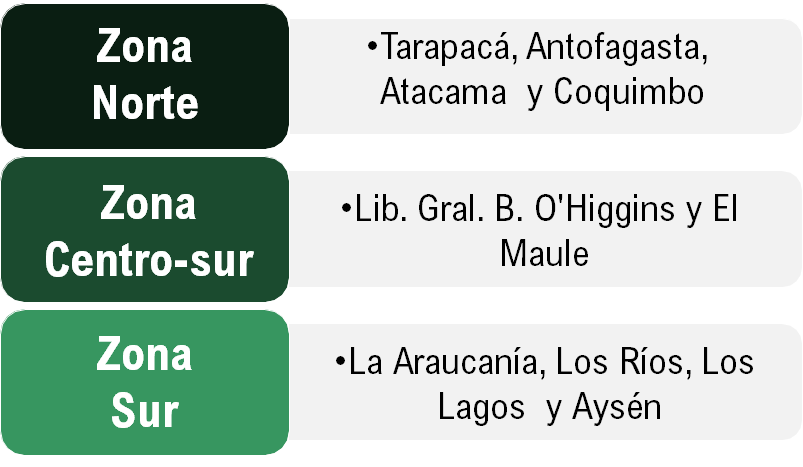 Zona
Norte
•Tarapacá, Antofagasta,
Atacama y Coquimbo
Zona
Centro-sur
•Lib. Gral. B. O'Higgins y El
Maule
Zona
Sur
•La Araucanía, Los Ríos, Los
Lagos y Aysén